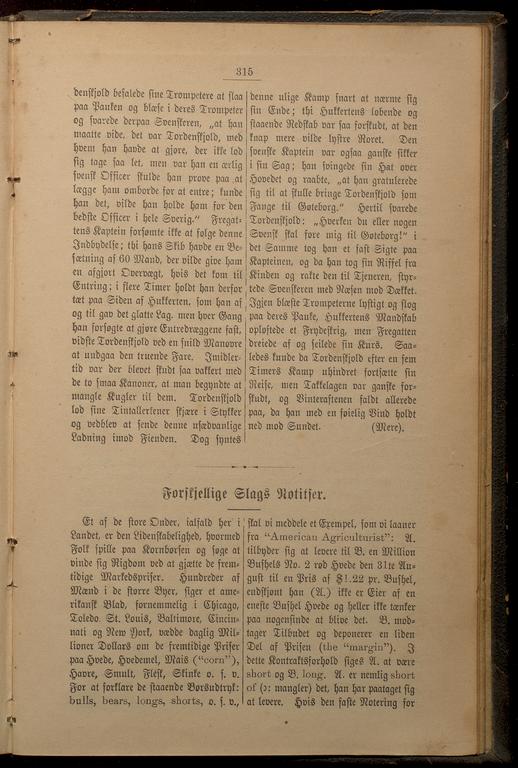 315
denskjold befalede sine Trompetere at slaa
paa Pauken og blæse i deres Trompeter
og svarede derpaa Svenskeren, „at han
maatte vide, det var Tordenskjold, med
hvem han havde at gjøre, der ikke lod
sig tage saa let, men var han en ærlig
svensk Officer skulde han prøve paa at
lægge ham omborde for at entre; kunde
han det, vilde han holde ham for den
bedste Officer i hele Sverig.“ Fregat-
tens Kaptein forsømte ikke at følge denne
Indbydelse; thi hans Skib havde en Be-
sætning af 60 Mand, der vilde give ham
en afgjort Overvægt, hvis det kom til
Entring; i flere Timer holdt han derfor
tæt paa Siden af Hukkerten, som han af
og til gav det glatte Lag, men hver Gang
han forsøgte at gjøre Entredræggene fast,
vidste Tordenskjold ved en snild Manøvre
at undgaa den truende Fare. Imidler-
tid var der blevet skudt saa vakkert med
de to smaa Kanoner, at man begyndte at
mangle Kugler til dem. Tordenskjold
lod sine Tintallerkener skjære i Stykker
og vedblev at sende denne usædvanlige
Ladning imod Fienden. Dog syntes
denne ulige Kamp snart at nærme sig
sin Ende; thi Hukkertens løbende og
staaende Redskab var saa forskudt, at den
knap mere vilde lystre Roret. Den
svenske Kaptein var ogsaa ganske sikker
i sin Sag; han svingede sin Hat over
Hovedet og raabte, „at han gratulerede
sig til at skulle bringe Tordenskjold som
Fange til Gøteborg.“ Hertil svarede
Tordenskjold: „Hverken du eller nogen
Svensk skal føre mig til Gøteborg!“ i
det Samme tog han et fast Sigte paa
Kapteinen, og da han tog sin Riffel fra
Kinden og rakte den til Tjeneren, styr-
tede Svenskeren med Næsen mod Dækket.
Igjen blæste Trompeterne lystigt og slog
paa deres Pauke, Hukkertens Mandskab
opløftede et Frydeskrig, men Fregatten
dreiede af og seilede sin Kurs. Saa-
ledes kunde da Tordenskjold efter en fem
Timers Kamp uhindret fortsætte sin
Reise, men Takkelagen var ganske for-
skudt, og Vinteraftenen faldt allerede
paa, da han med en føielig Vind holdt
ned mod Sundet. (Mere).
Forskjellige Slags Notitser.
Et af de store Onder, ialfald her i
Landet, er den Lidenskabelighed, hvormed
Folk spille paa Kornbørsen og søge at
vinde sig Rigdom ved at gjætte de frem-
tidige Markedspriser. Hundreder af
Mænd i de større Byer, siger et ame-
rikansk Blad, fornemmelig i Chicago,
Toledo. St. Louis, Baltimore, Cincin-
nati og New York, vædde daglig Mil-
lioner Dollars om de fremtidige Priser
paa Hvede, Hvedemel, Mais ("corn"),
Havre, Smult, Flesk, Skinke o. s. v.
For at forklare de staaende Børsudtryk:
bulls, bears, longs, shorts, o. s. v.,
skal vi meddele et Exempel, som vi laaner
fra "American Agriculturist": A.
tilbyder sig at levere til B. en Million
Bushels No. 2 rød Hvede den 31te Au-
gust til en Pris af $1.22 pr. Bushel,
endskjønt han (A.) ikke er Eier af en
eneste Bushel Hvede og heller ikke tænker
paa nogensinde at blive det. B. mod-
tager Tilbudet og deponerer en liden
Del af Prisen (the "margin"). I
dette Kontraktsforhold siges A. at være
short og B. long. A. er nemlig short
of (ɔ: mangler) det, han har paataget sig
at levere. Hvis den faste Notering for